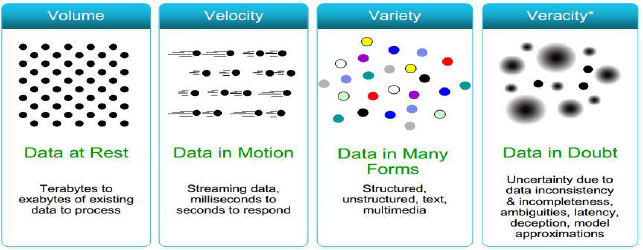 Volume
Data at Rest
Terabytes to
exabytes of existing
data to process
Velocity
Data in Motion
Streaming data,
milliseconds to
seconds to respond
Variety
Data in Many
Forms
Structured,
unstructured, text,
multimedia
Veracity*
Data in Doubt
Uncertainty due to
data inconsistency
& incompleteness,
ambiguities, latency,
deception, model
approximations